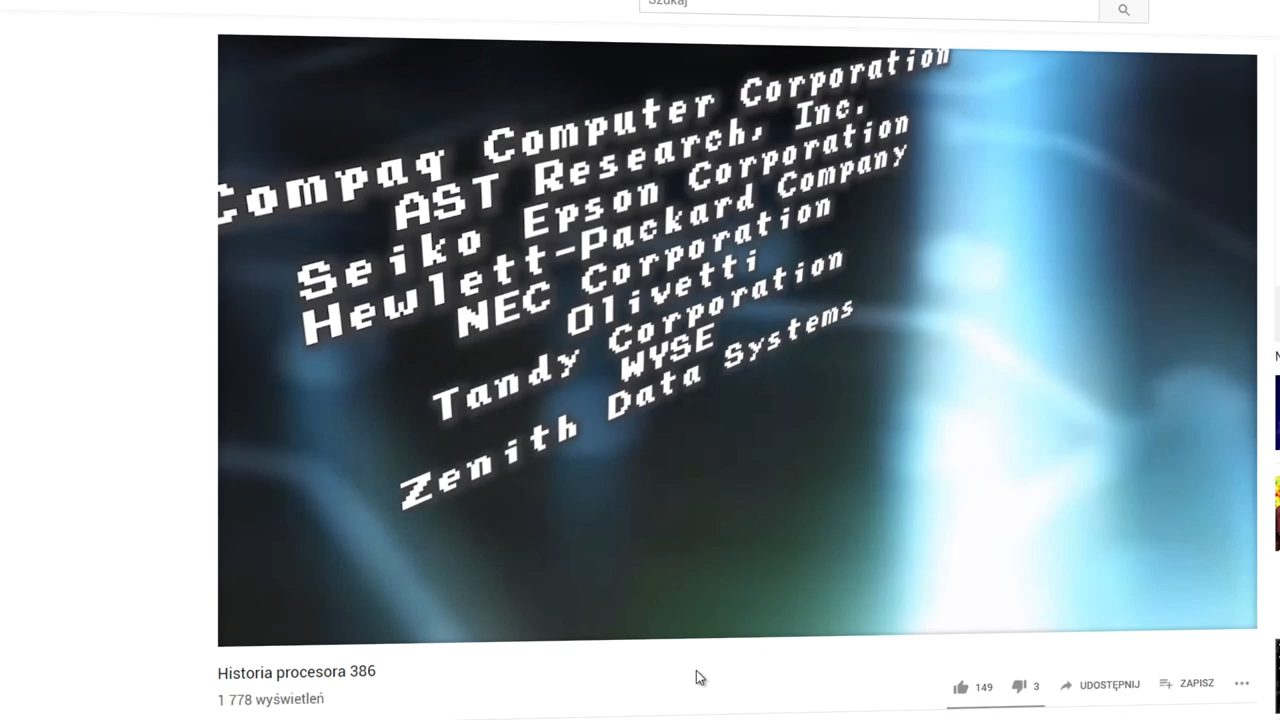 Szukaj
Compaq Computer Corporation
AST Research, Inc.
Seiko Epson Corporation
Hewlett-Packard Company
NEC Corporation
Olivetti
Tandy Corporation
WYSE
Zenith Data Systems
Historia procesora 386
1 778 wyświetleń
149
3
UDOSTĘPNIJ
ZAPISZ